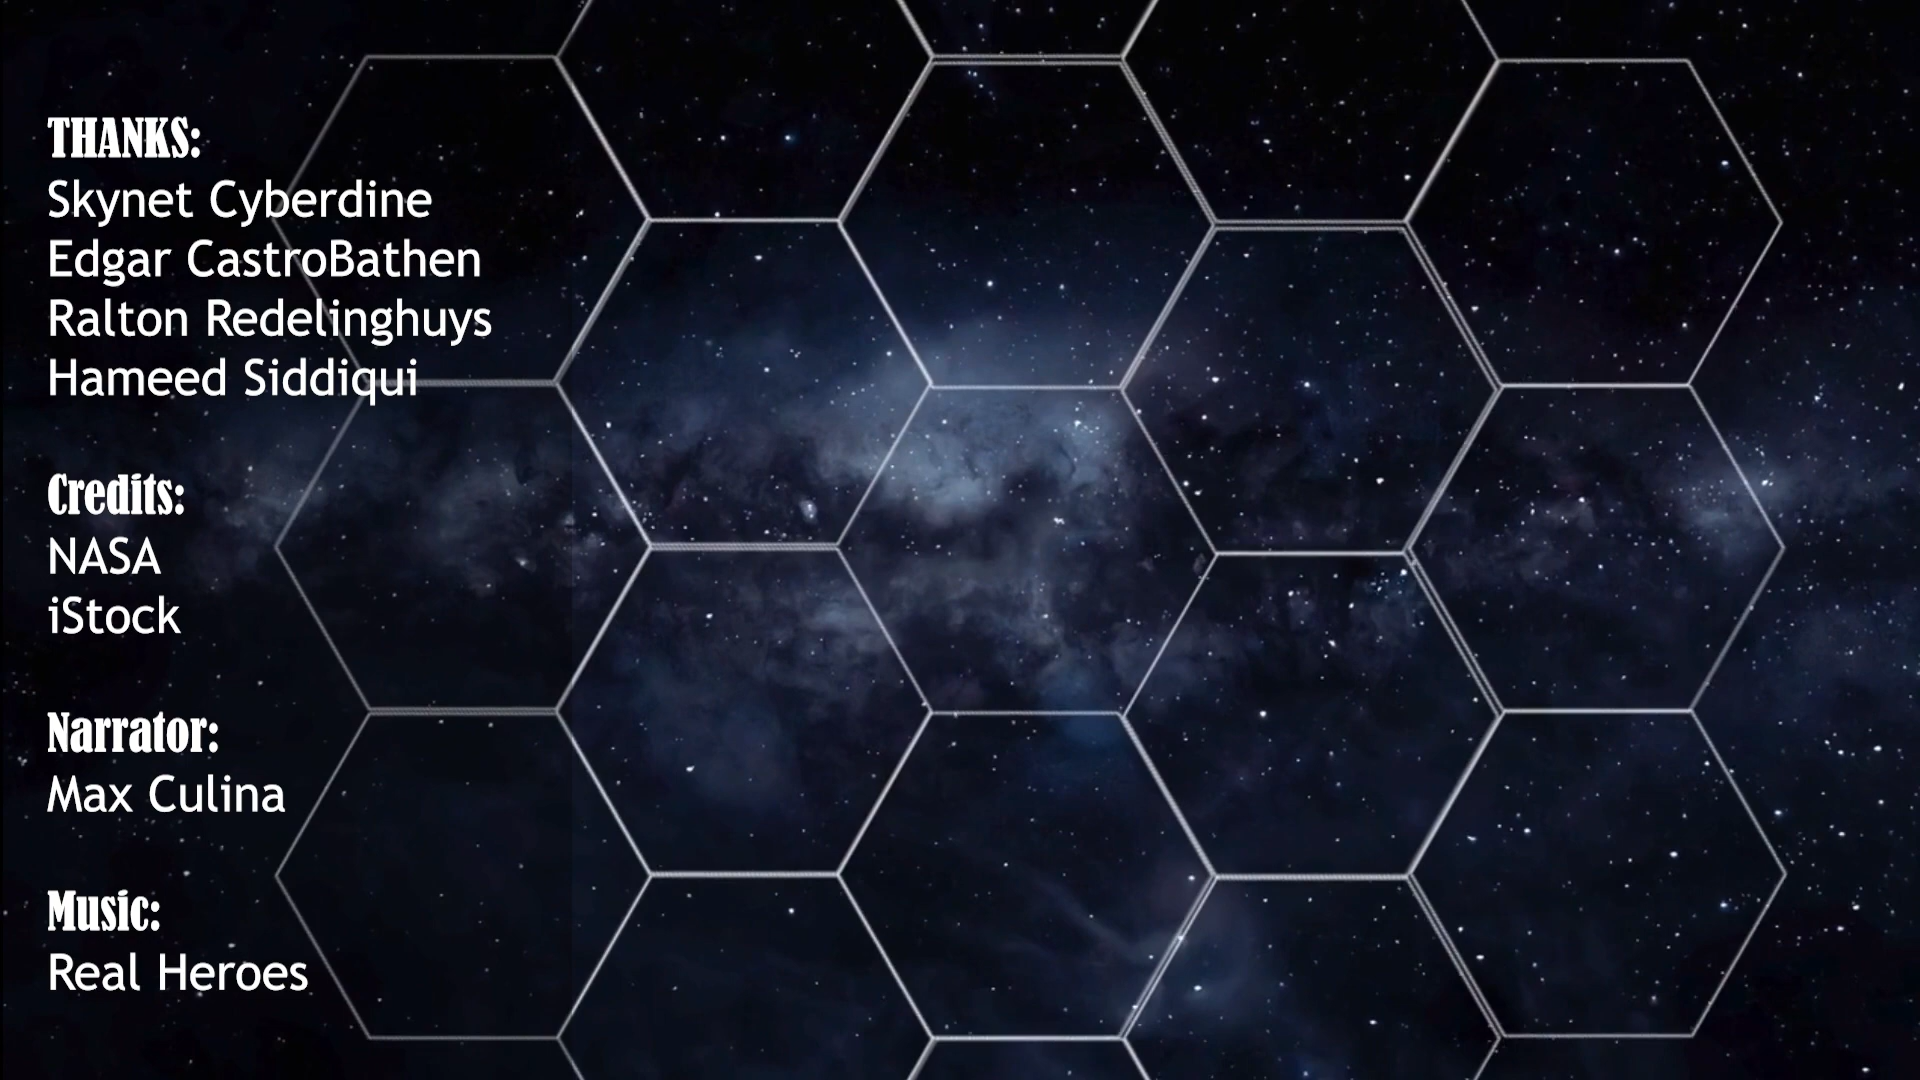 THANKS:
Skynet Cyberdine
Edgar CastroBathen
Ralton Redelinghuys
Hameed Siddiqui
Credits:
NASA
iStock
Narrator:
Max Culina
Music:
Real Heroes